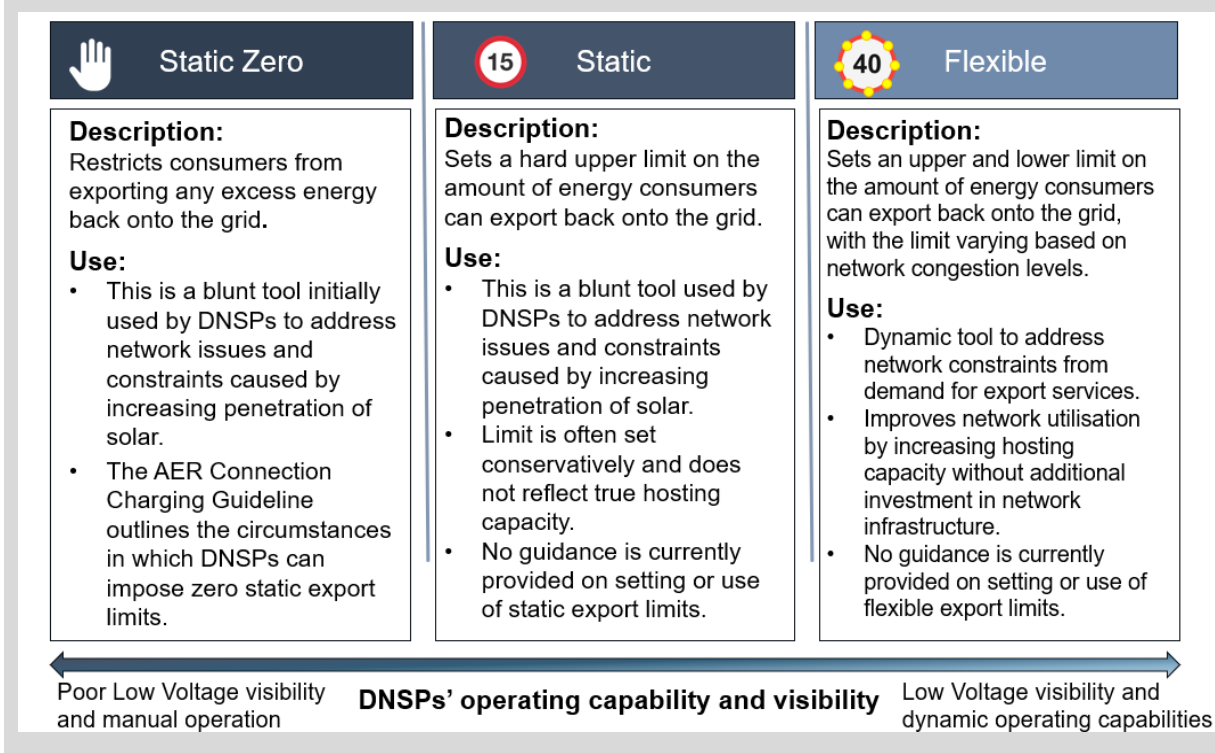 Static Zero
Description:
Restricts consumers from
exporting any excess energy
back onto the grid.
Use:
• This is a blunt tool initially
used by DNSPs to address
network issues and
constraints caused by
increasing penetration of
solar.
• The AER Connection
Charging Guideline
outlines the circumstances
in which DNSPs can
impose zero static export
limits.
15
Static
Description:
Sets a hard upper limit on the
amount of energy consumers
can export back onto the grid.
Use:
• This is a blunt tool used by
DNSPs to address network
issues and constraints
caused by increasing
penetration of solar.
• Limit is often set
conservatively and does
not reflect true hosting
capacity.
• No guidance is currently
provided on setting or use
of static export limits.
40
Flexible
Description:
Sets an upper and lower limit on
the amount of energy consumers
can export back onto the grid,
with the limit varying based on
network congestion levels.
Use:
• Dynamic tool to address
network constraints from
demand for export services.
• Improves network utilisation
by increasing hosting
capacity without additional
investment in network
infrastructure.
• No guidance is currently
provided on setting or use of
flexible export limits.
Poor Low Voltage visibility
and manual operation
DNSPs' operating capability and visibility
Low Voltage visibility and
dynamic operating capabilities